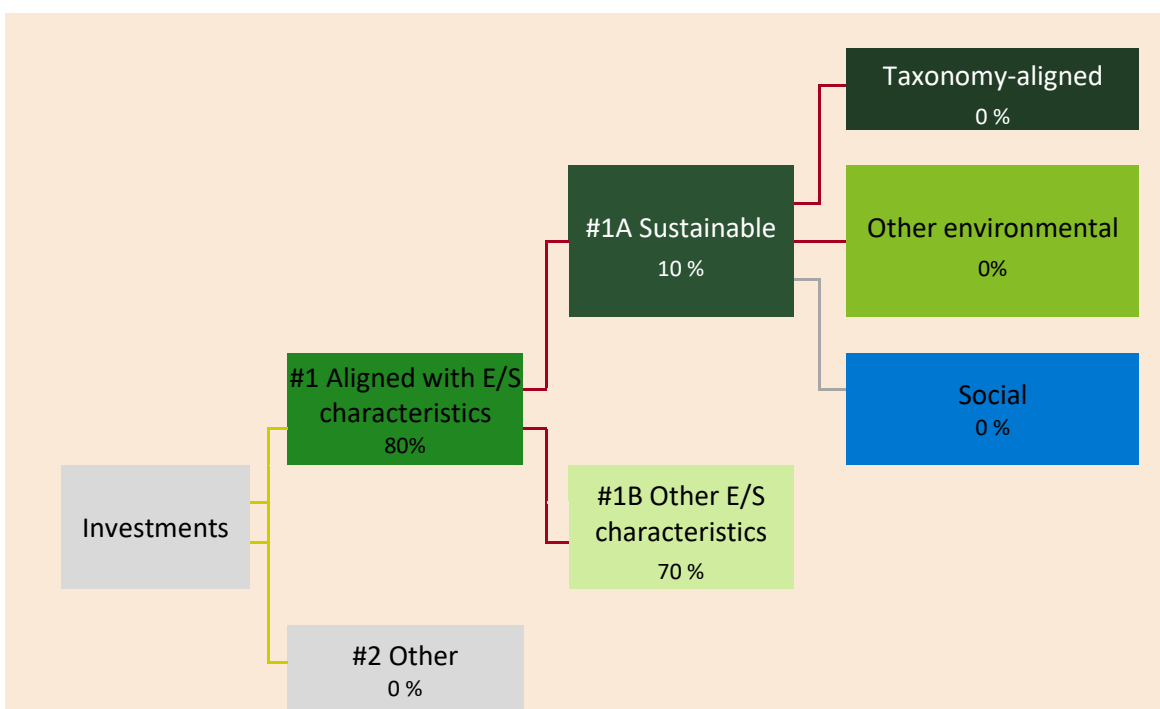 Taxonomy-aligned
0 %
#1A Sustainable
10 %
Other environmental
0%
#1 Aligned with E/S
characteristics
80%
Social
0 %
#1B Other E/S
characteristics
70 %
Investments
#2 Other
0 %